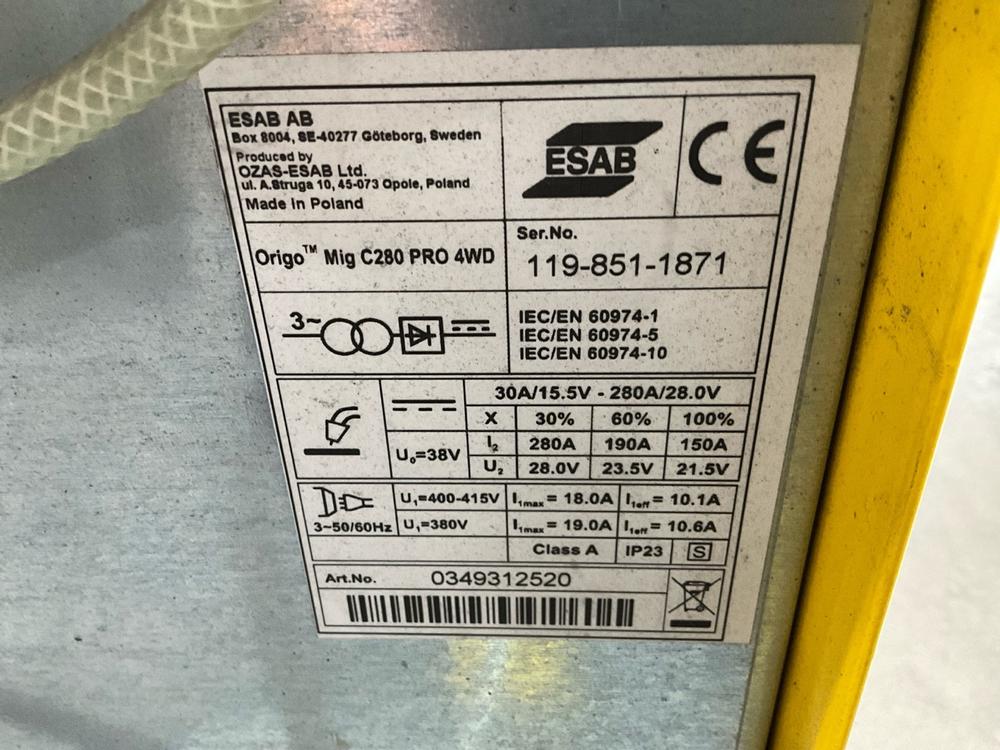 ESAB AB
Box 8004, SE-40277 Göteborg, Sweden
Produced by
OZAS-ESAB Ltd.
ul. A.Struga 10, 45-073 Opole, Poland
Made in Poland
ESAB
CE
Origo™ Mig C280 PRO 4WD
Ser.No.
119-851-1871
3~
IEC/EN 60974-1
IEC/EN 60974-5
IEC/EN 60974-10
30A/15.5V - 280A/28.0V
X 30% 60% 100%
U₀=38V
I₂ 280A 190A 150A
U₂ 28.0V 23.5V 21.5V
3~50/60Hz
U₁=400-415V I₁max = 18.0A I₁eff = 10.1A
U₁=380V I₁max = 19.0A I₁eff = 10.6A
Class A IP23 S
Art.No. 0349312520